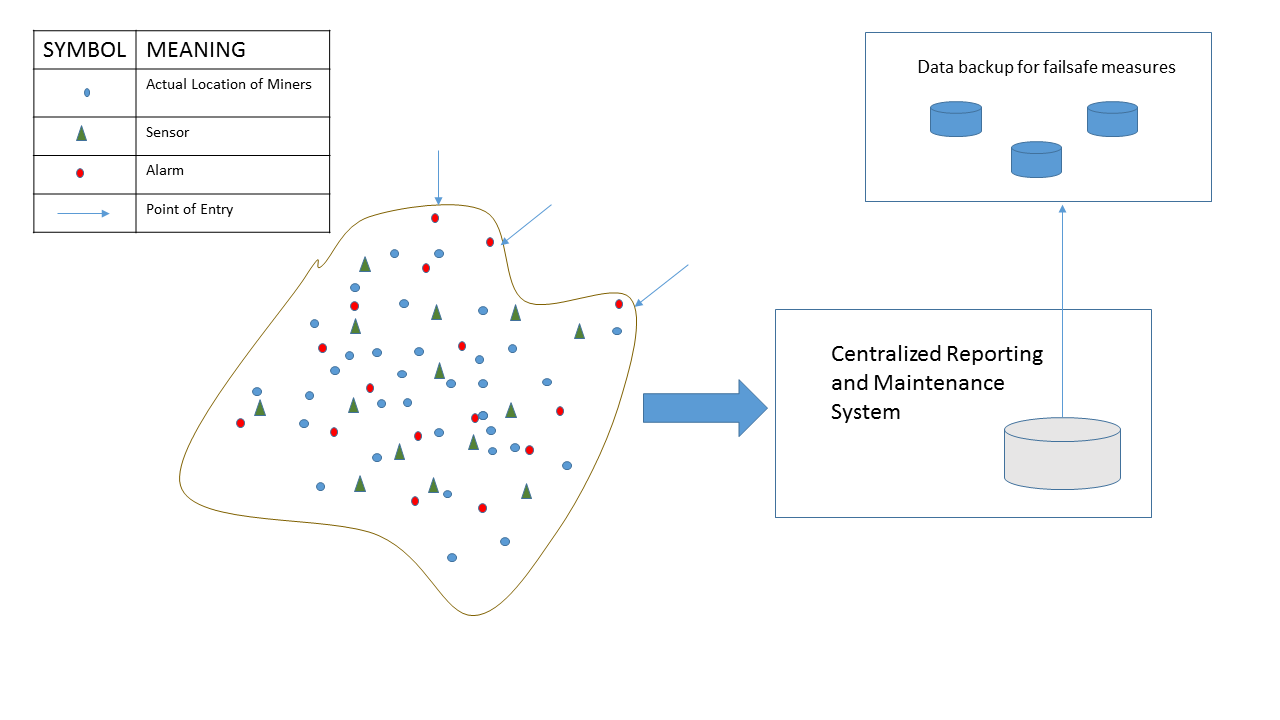 SYMBOL MEANING
Actual Location of Miners
Sensor
Alarm
Point of Entry
Data backup for failsafe measures
Centralized Reporting
and Maintenance
System